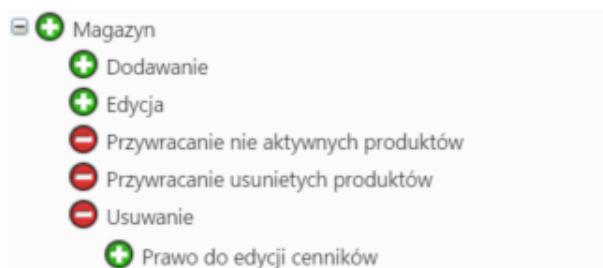 Magazyn
Dodawanie
Edycja
Przywracanie nie aktywnych produktów
Przywracanie usunietych produktów
Usuwanie
Prawo do edycji cenników